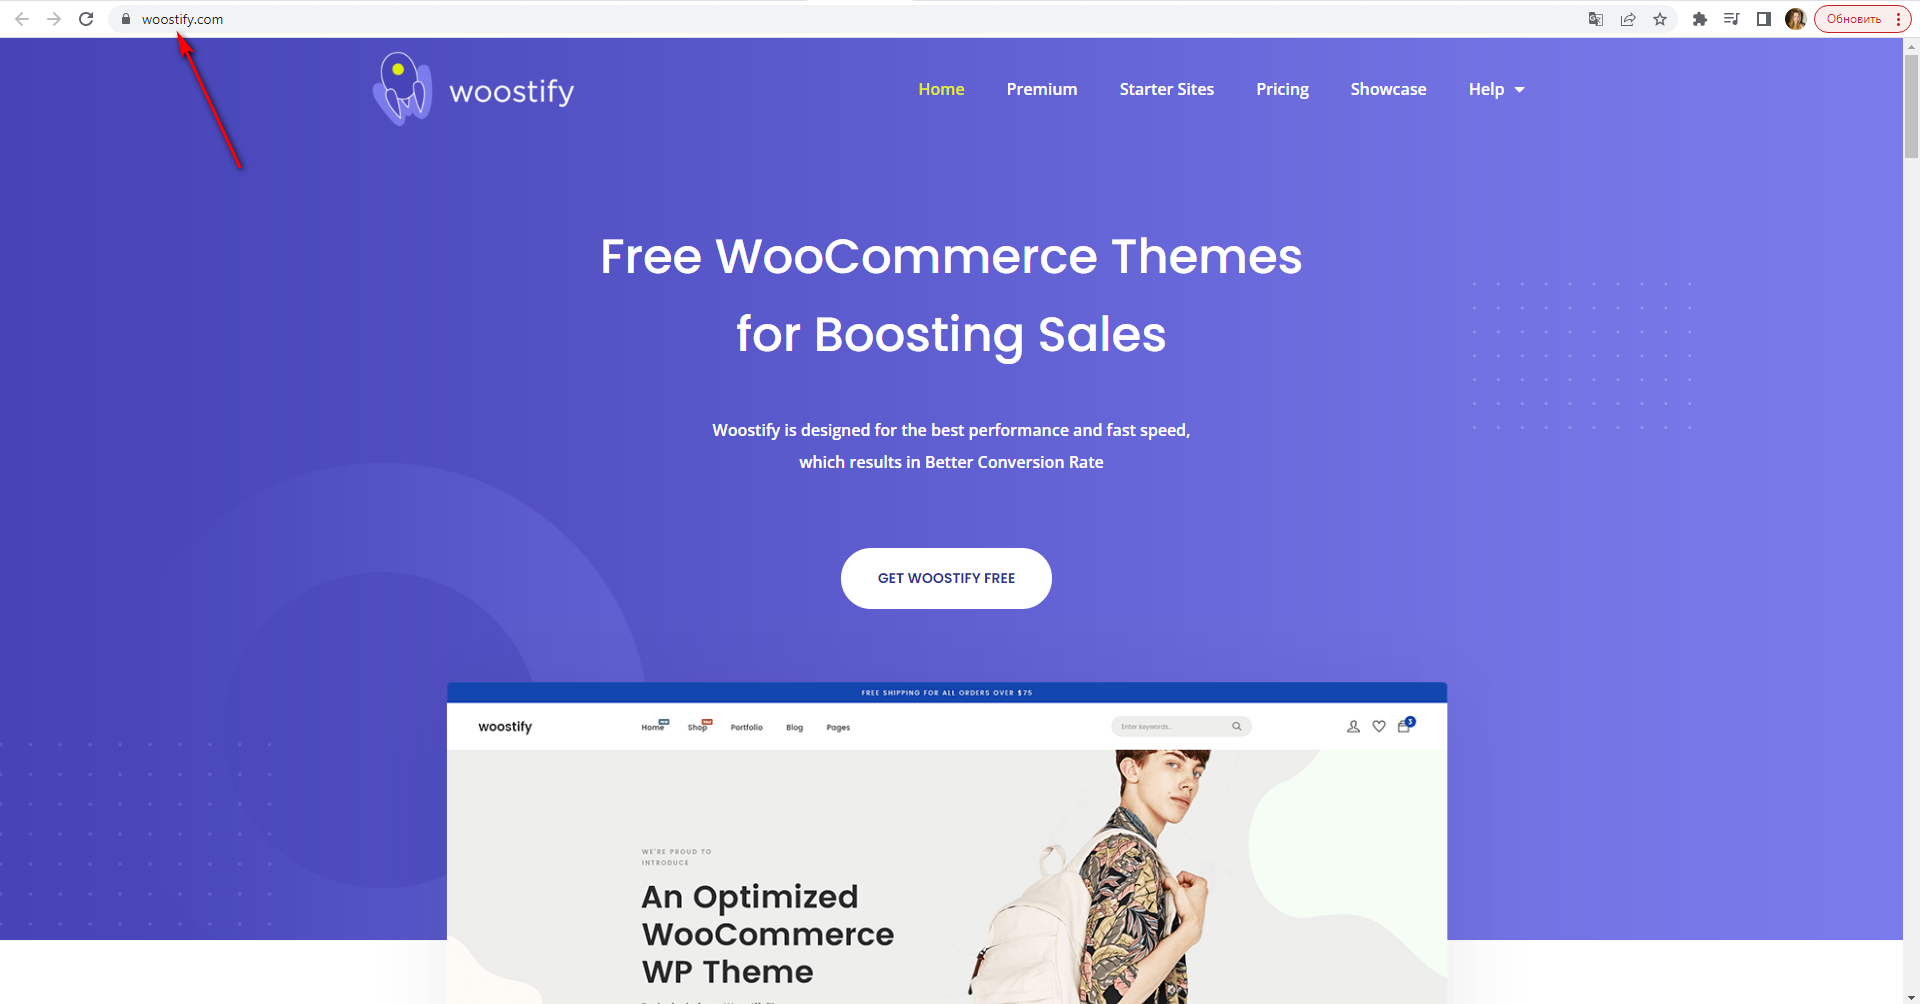 woostify.com
Обновить
woostify
Home Premium Starter Sites Pricing Showcase Help
Free WooCommerce Themes
for Boosting Sales
Woostify is designed for the best performance and fast speed,
which results in Better Conversion Rate
GET WOOSTIFY FREE
FREE SHIPPING FOR ALL ORDERS OVER $75
woostify
Home NEW Shop SALE Portfolio Blog Pages Enter keywords... 3
WE'RE PROUD TO
INTRODUCE
An Optimized
WooCommerce
WP Theme